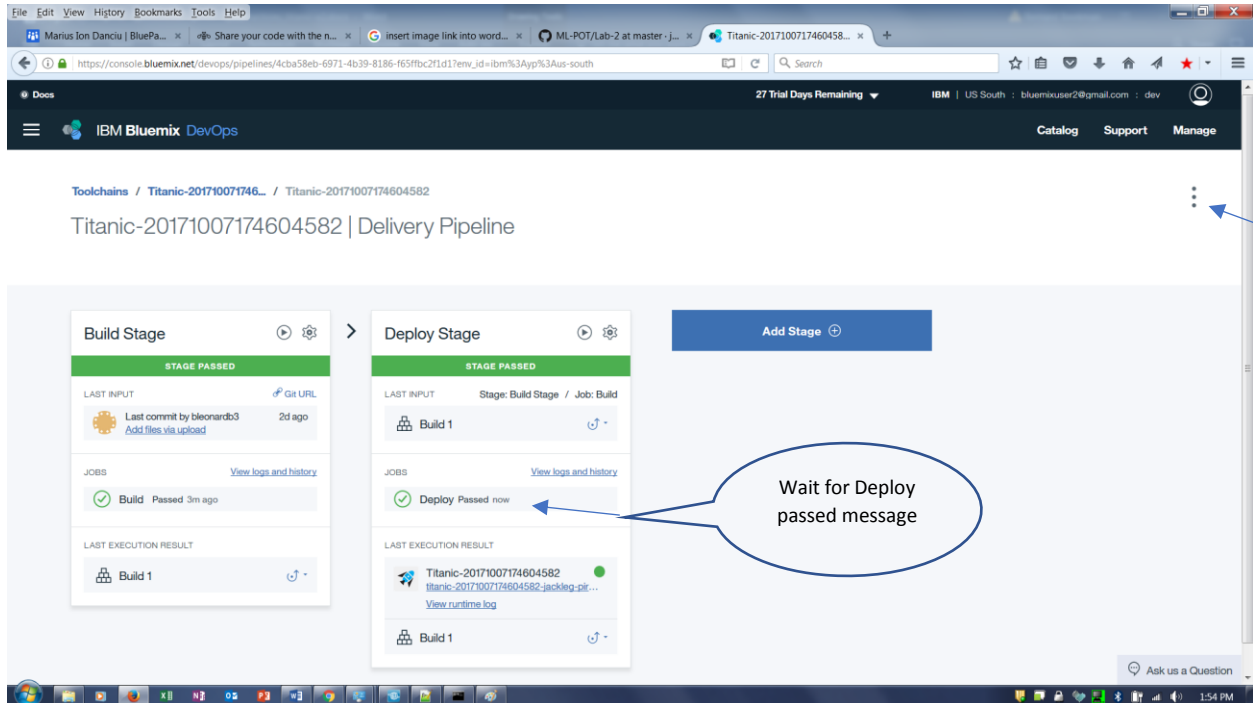 File Edit View History Bookmarks Tools Help
Marius Ion Danciu | BluePa... × Share your code with the n... × insert image link into word... × ML-POT/Lab-2 at master · j... × Titanic-2017100717460458... × +
https://console.bluemix.net/devops/pipelines/4cba58eb-6971-4b39-8186-f65ffbc2f1d1?env_id=ibm%3Ayp%3Aus-south Search
Docs 27 Trial Days Remaining IBM | US South : bluemixuser2@gmail.com : dev
IBM Bluemix DevOps Catalog Support Manage
Toolchains / Titanic-201710071746... / Titanic-20171007174604582
Titanic-20171007174604582 | Delivery Pipeline
Build Stage
STAGE PASSED
LAST INPUT Git URL
Last commit by bleonardb3 2d ago
Add files via upload
JOBS View logs and history
Build Passed 3m ago
LAST EXECUTION RESULT
Build 1
Deploy Stage
STAGE PASSED
LAST INPUT Stage: Build Stage / Job: Build
Build 1
JOBS View logs and history
Deploy Passed now
LAST EXECUTION RESULT
Titanic-20171007174604582
titanic-20171007174604582-jackleg-pir...
View runtime log
Build 1
Add Stage
Wait for Deploy
passed message
Ask us a Question
1:54 PM